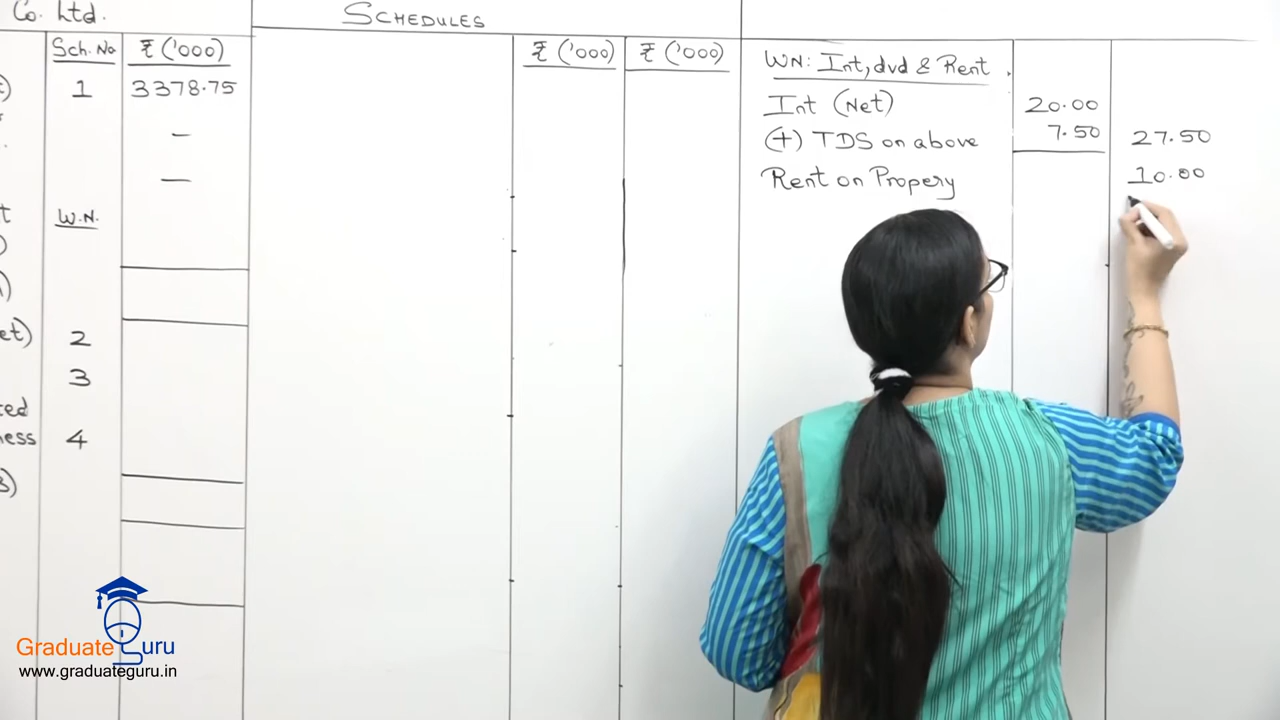 Co. Ltd.
SCHEDULES
Sch. No
₹ ('000)
₹ ('000)
₹ ('000)
1
3378.75
–
–
W.N.
2
3
4
WN: Int, dvd & Rent
Int (Net)
20.00
(+) TDS on above
7.50
27.50
Rent on Propery
10.00
Graduate Guru
www.graduateguru.in